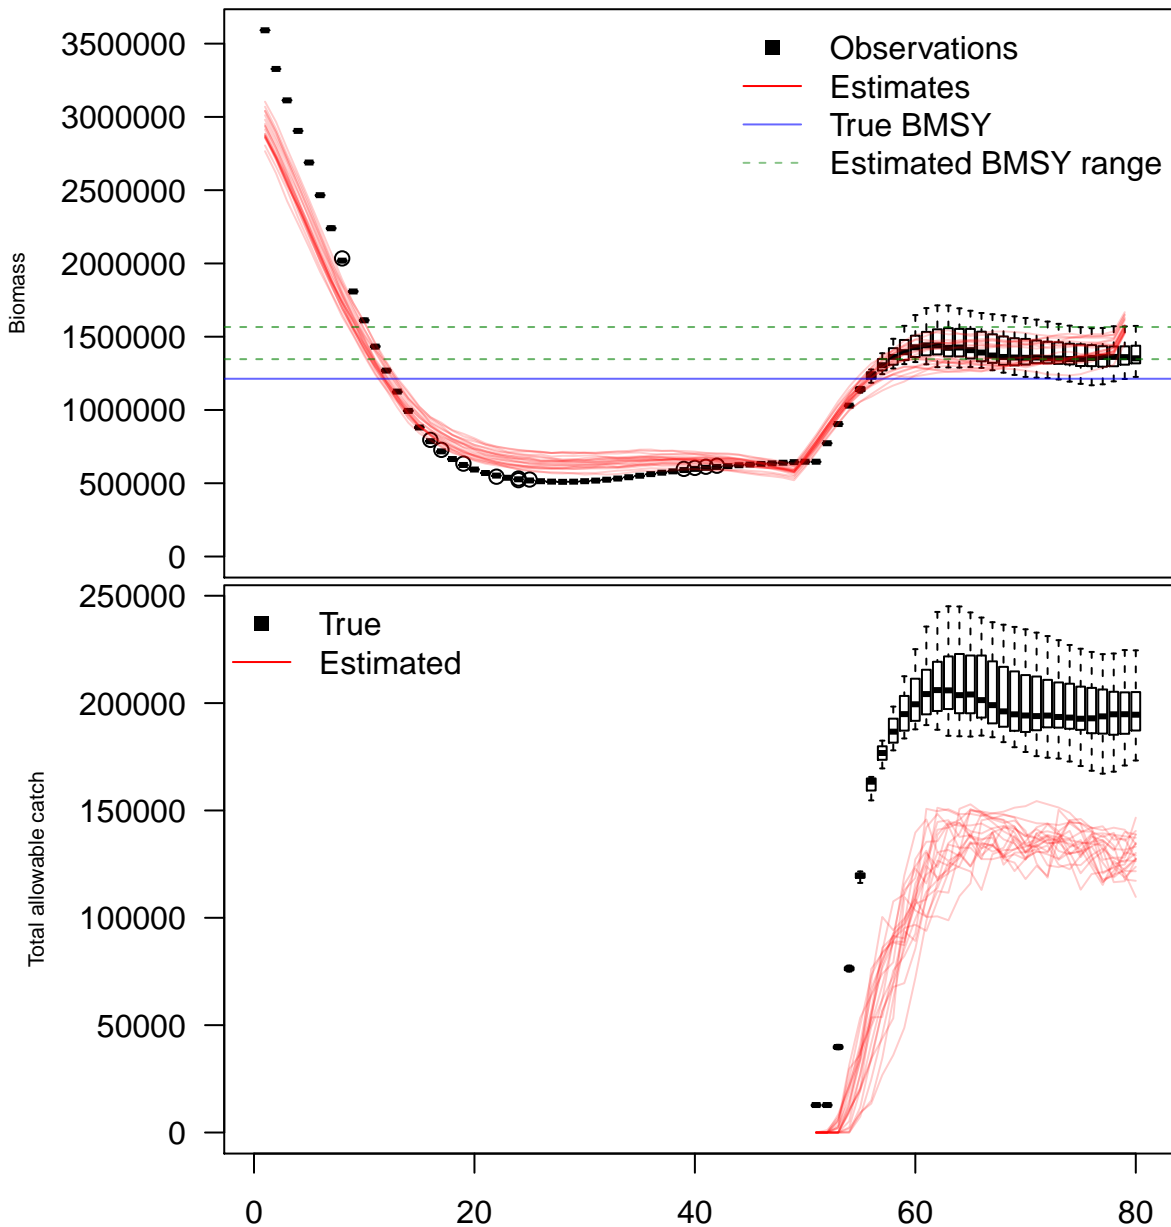 3500000
3000000
2500000
2000000
1500000
1000000
500000
0
Biomass
Observations
Estimates
True BMSY
Estimated BMSY range
250000
200000
150000
100000
50000
0
Total allowable catch
True
Estimated
0 20 40 60 80